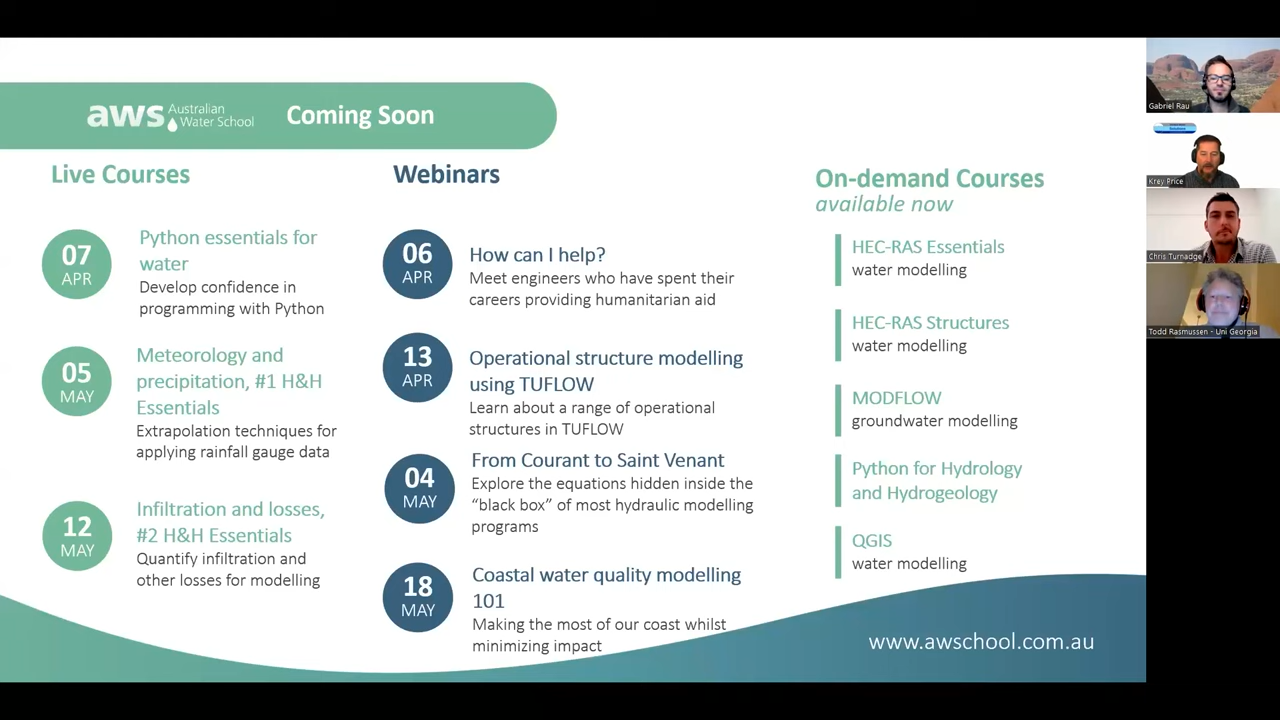 aws Australian
Water School
Coming Soon
Live Courses
07
APR
Python essentials for
water
Develop confidence in
programming with Python
05
MAY
Meteorology and
precipitation, #1 H&H
Essentials
Extrapolation techniques for
applying rainfall gauge data
12
MAY
Infiltration and losses,
#2 H&H Essentials
Quantify infiltration and
other losses for modelling
Webinars
06
APR
How can I help?
Meet engineers who have spent their
careers providing humanitarian aid
13
APR
Operational structure modelling
using TUFLOW
Learn about a range of operational
structures in TUFLOW
04
MAY
From Courant to Saint Venant
Explore the equations hidden inside the
“black box” of most hydraulic modelling
programs
18
MAY
Coastal water quality modelling
101
Making the most of our coast whilst
minimizing impact
On-demand Courses
available now
HEC-RAS Essentials
water modelling
HEC-RAS Structures
water modelling
MODFLOW
groundwater modelling
Python for Hydrology
and Hydrogeology
QGIS
water modelling
www.awschool.com.au
Gabriel Rau
Krey Price
Chris Turnadge
Todd Rasmussen - Uni Georgia